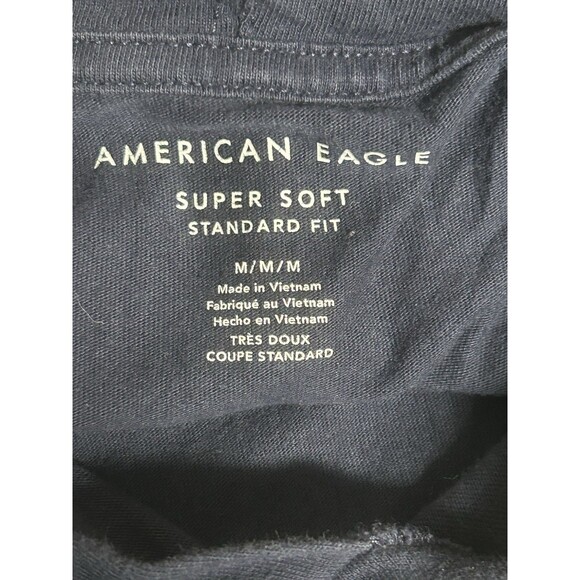 AMERICAN EAGLE
SUPER SOFT
STANDARD FIT
M/M/M
Made in Vietnam
Fabriqué au Vietnam
Hecho en Vietnam
TRÈS DOUX
COUPE STANDARD